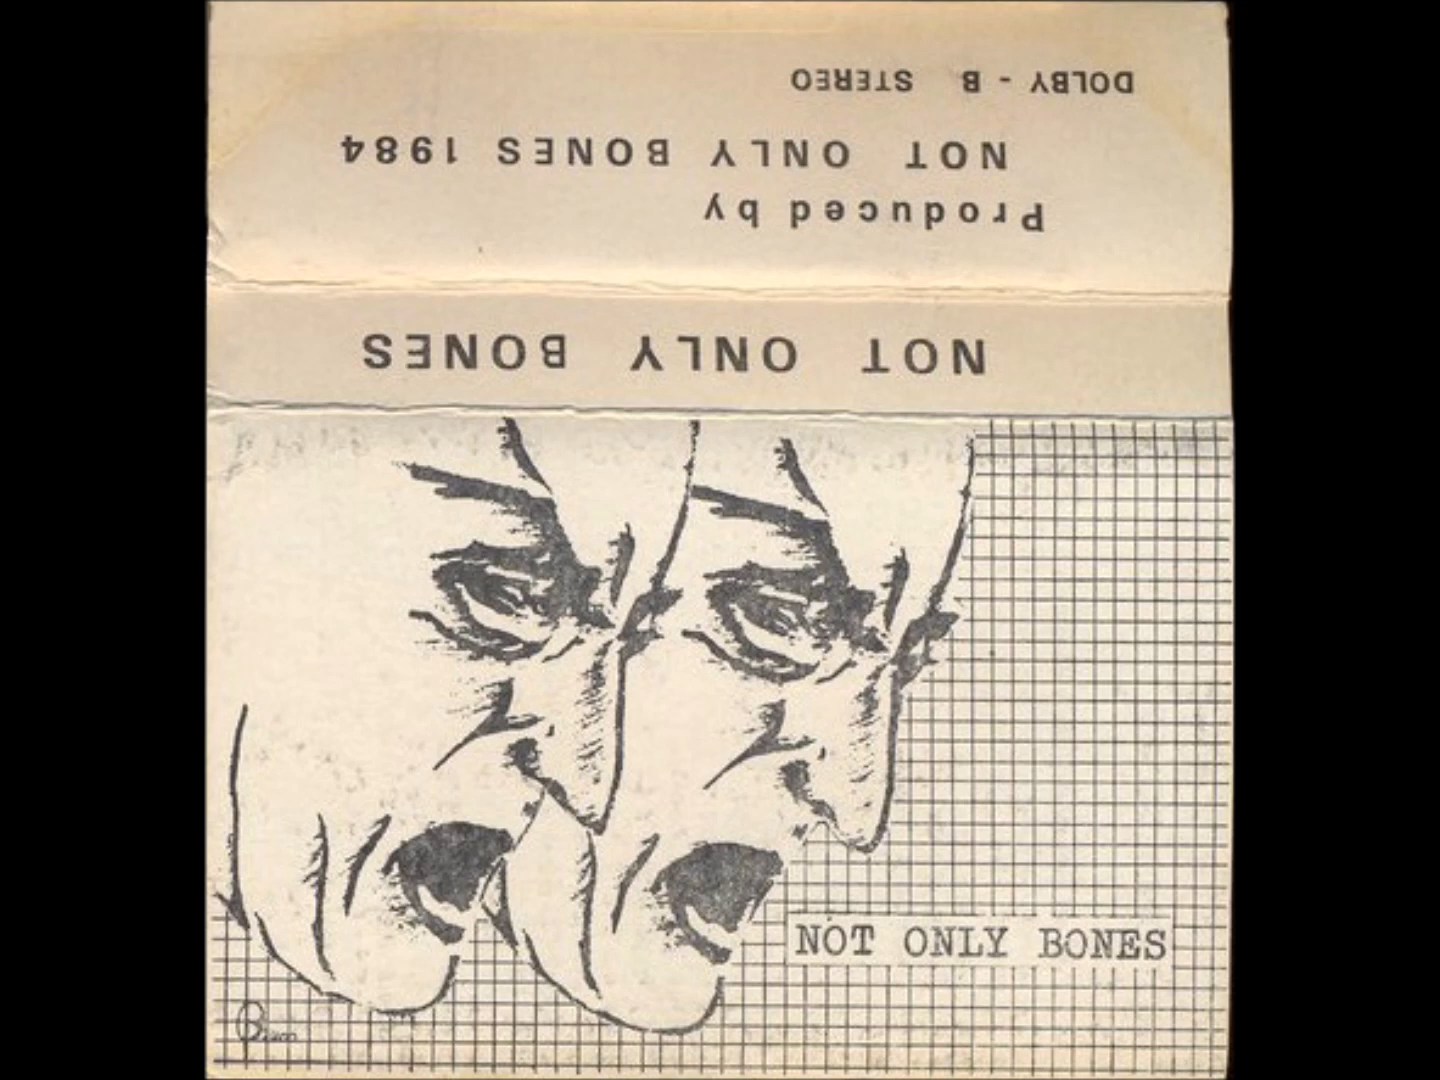 DOLBY - B STEREO
NOT ONLY BONES 1984
Produced by
NOT ONLY BONES
NOT ONLY BONES